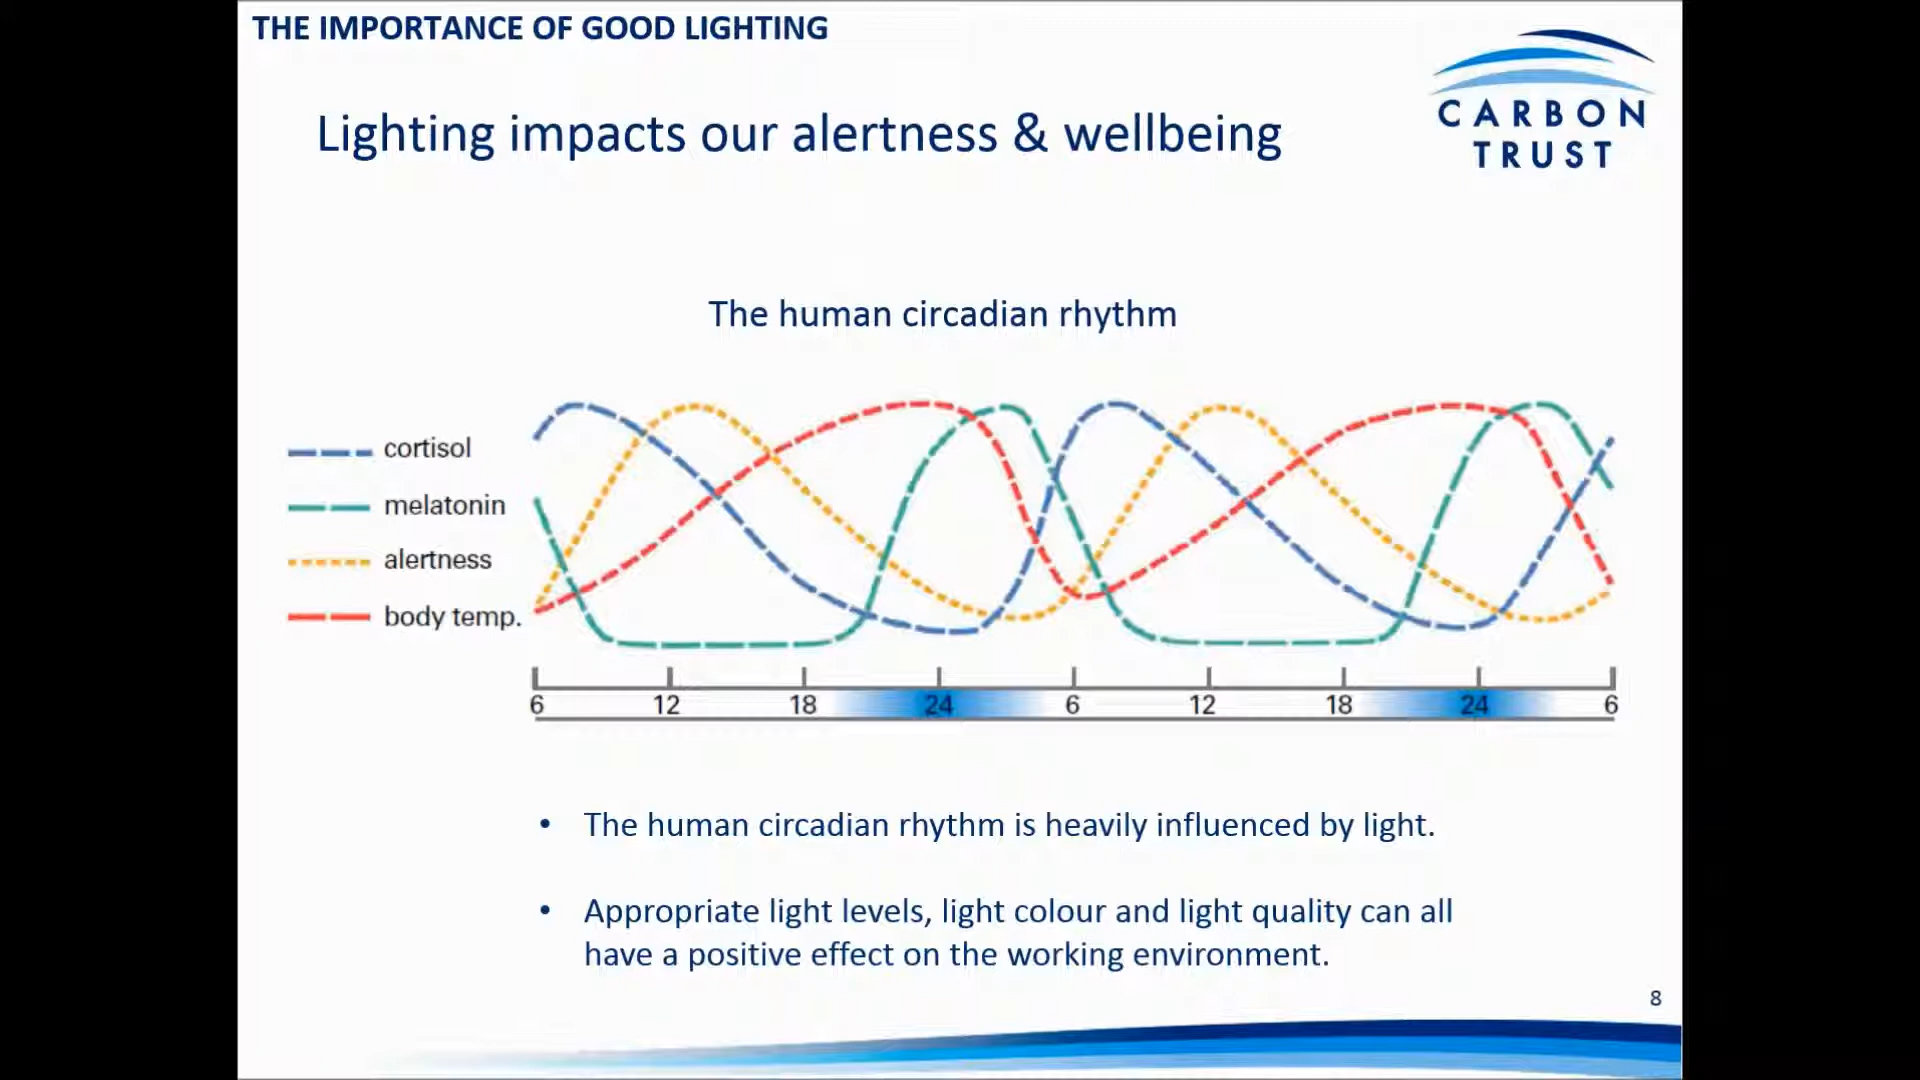 THE IMPORTANCE OF GOOD LIGHTING
CARBON
TRUST
Lighting impacts our alertness & wellbeing
The human circadian rhythm
cortisol
melatonin
alertness
body temp.
6 12 18 24 6 12 18 24 6
• The human circadian rhythm is heavily influenced by light.
• Appropriate light levels, light colour and light quality can all
have a positive effect on the working environment.
8